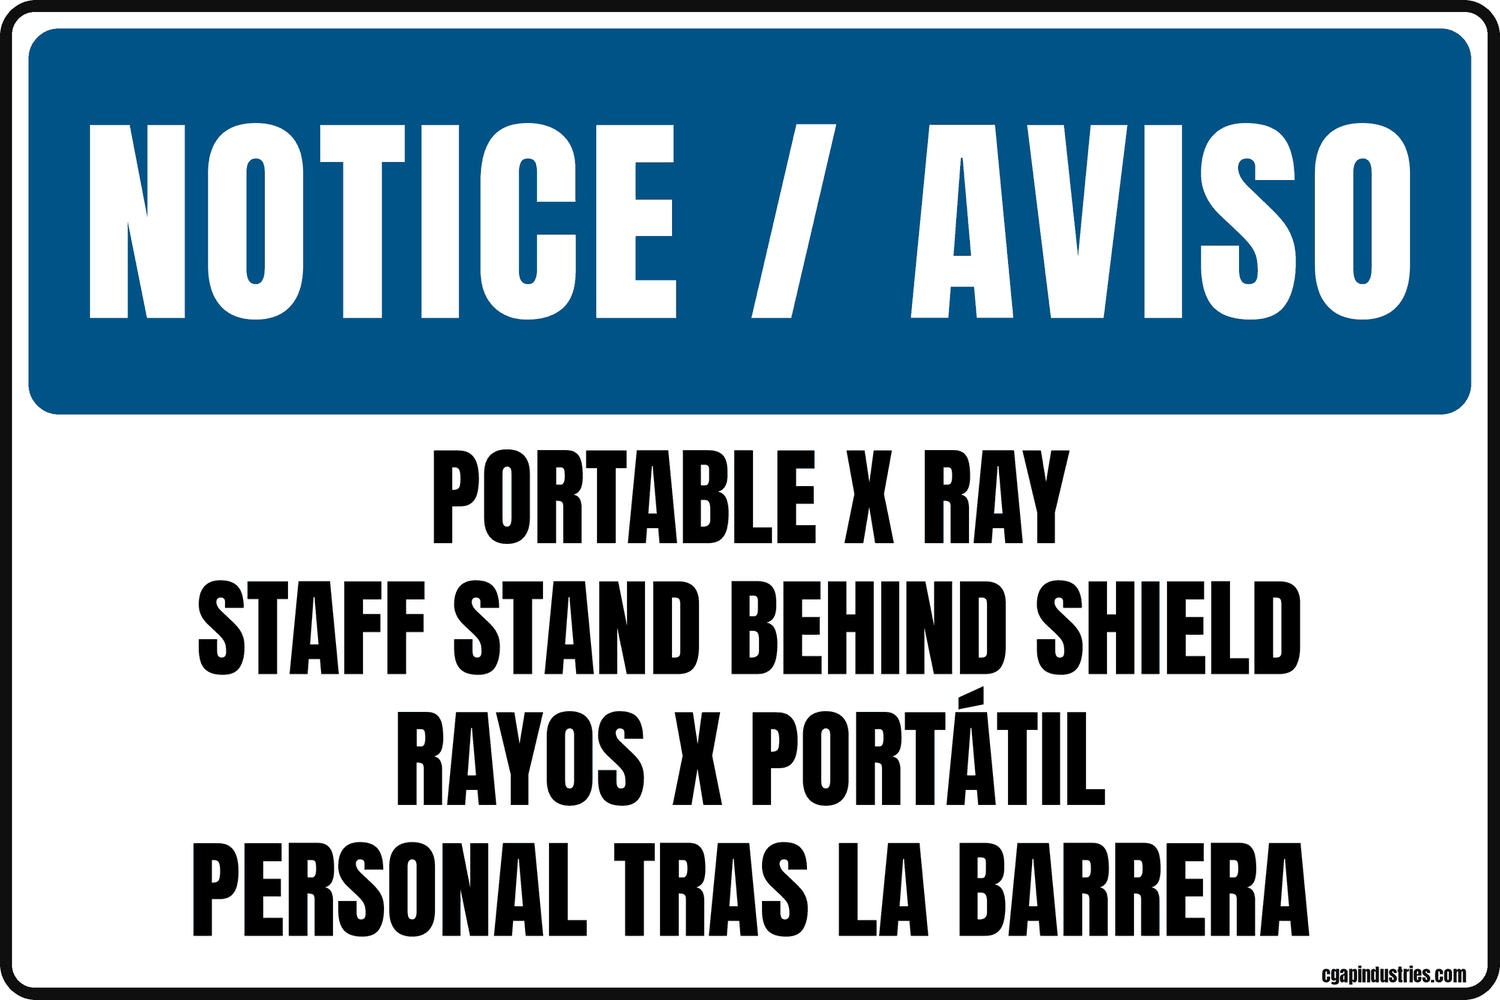 NOTICE / AVISO
PORTABLE X RAY
STAFF STAND BEHIND SHIELD
RAYOS X PORTÁTIL
PERSONAL TRAS LA BARRERA
cgapindustries.com